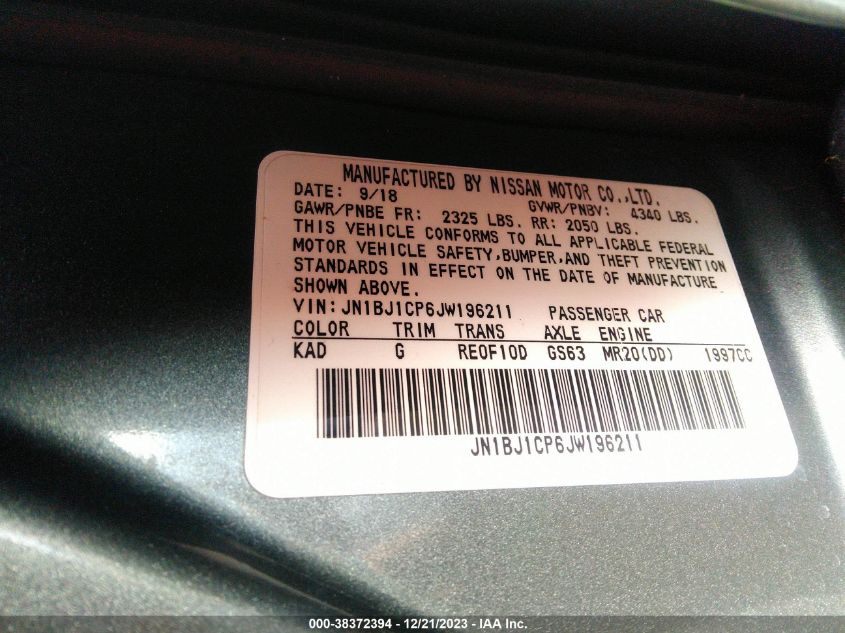 MANUFACTURED BY NISSAN MOTOR CO.,LTD.
DATE: 9/18 GVWR/PNBV: 4340 LBS.
GAWR/PNBE FR: 2325 LBS. RR: 2050 LBS.
THIS VEHICLE CONFORMS TO ALL APPLICABLE FEDERAL
MOTOR VEHICLE SAFETY,BUMPER,AND THEFT PREVENTION
STANDARDS IN EFFECT ON THE DATE OF MANUFACTURE
SHOWN ABOVE.
VIN:JN1BJ1CP6JW196211 PASSENGER CAR
COLOR TRIM TRANS AXLE ENGINE
KAD G RE0F10D GS63 MR20(DD) 1997CC
JN1BJ1CP6JW196211
000-38372394 - 12/21/2023 - IAA Inc.